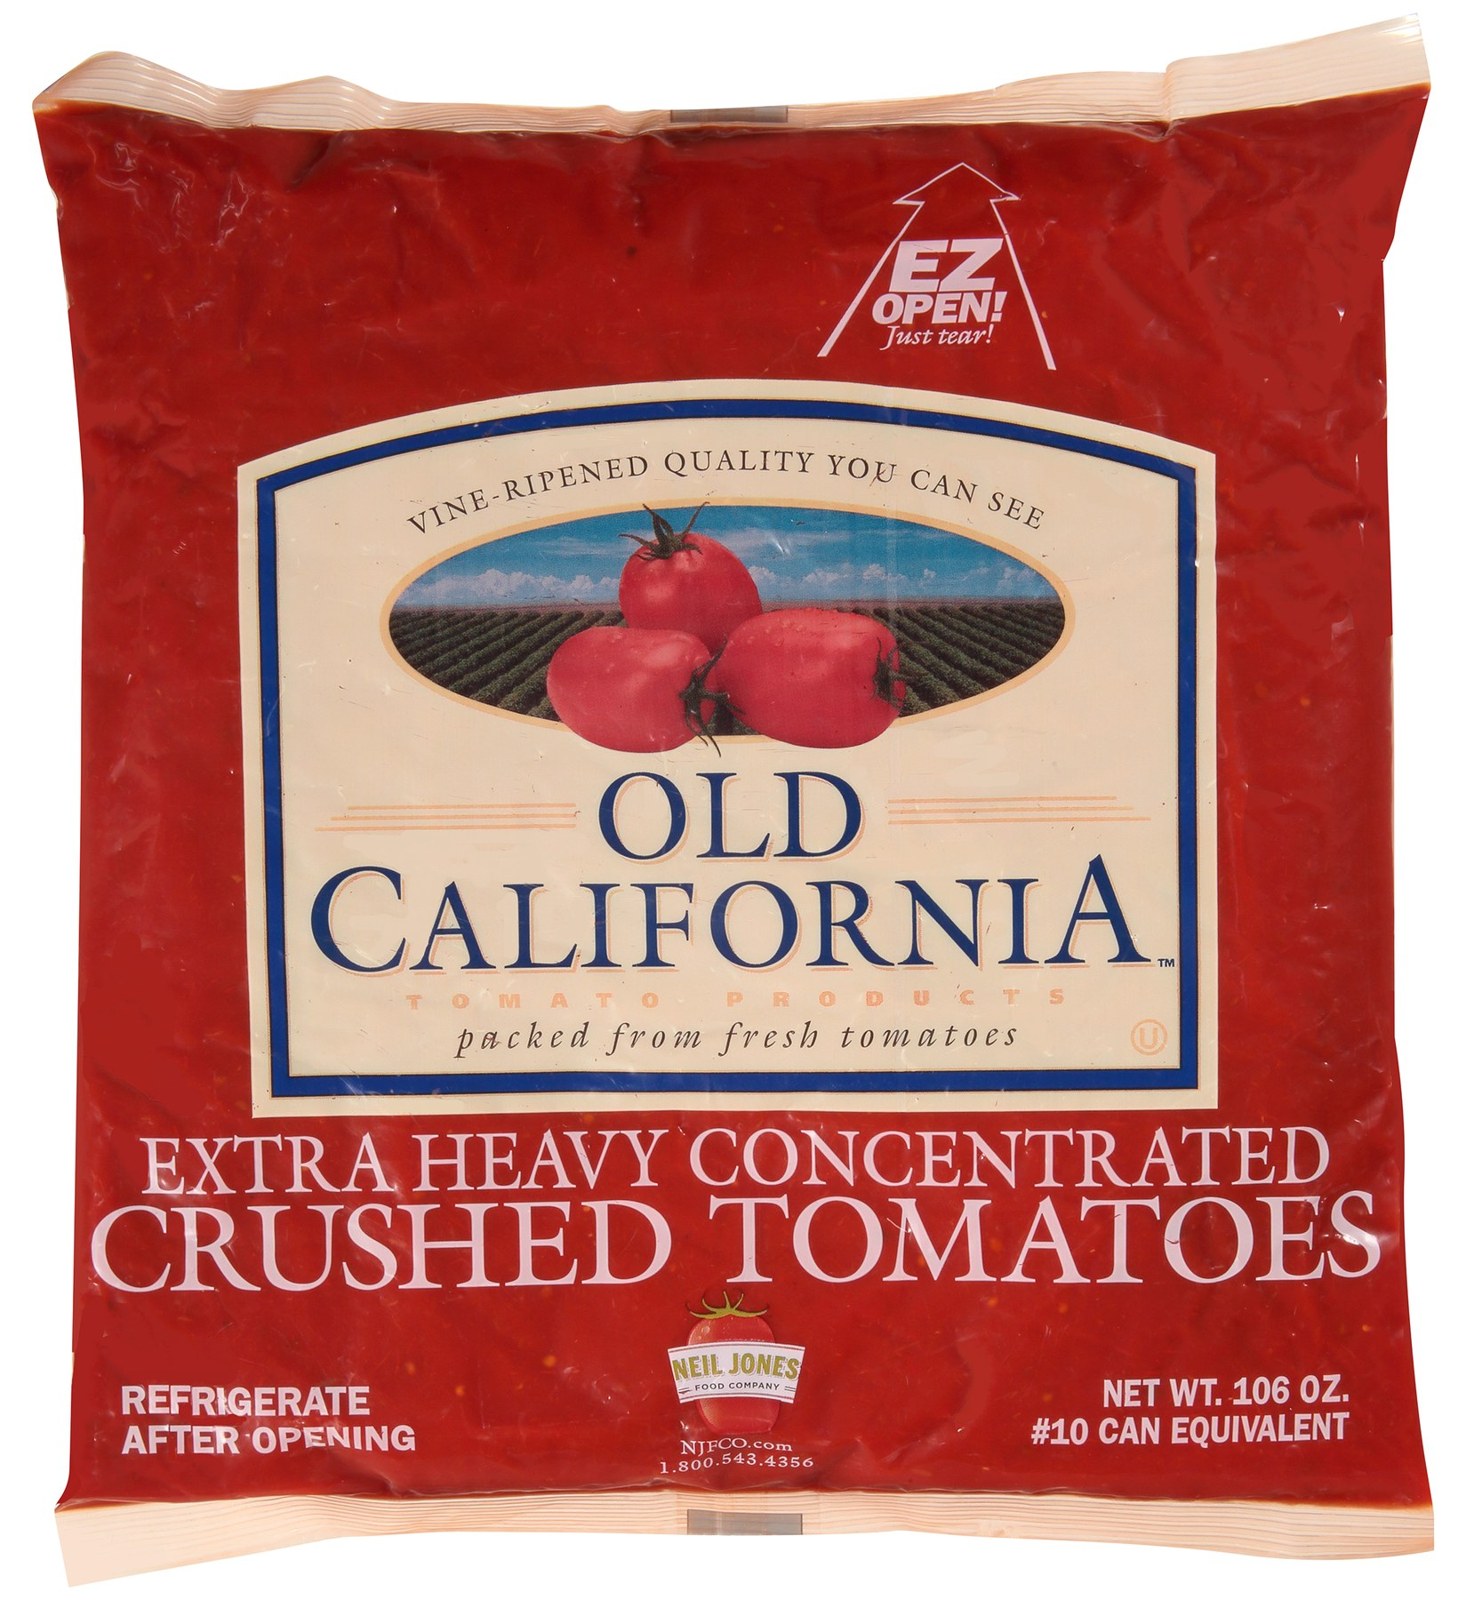 EZ
OPEN!
Just tear!
VINE-RIPENED QUALITY YOU CAN SEE
OLD
CALIFORNIA™
TOMATO PRODUCTS
packed from fresh tomatoes
U
EXTRA HEAVY CONCENTRATED
CRUSHED TOMATOES
NEIL JONES
FOOD COMPANY
REFRIGERATE
AFTER OPENING
NJFCO.com
1.800.543.4356
NET WT. 106 OZ.
#10 CAN EQUIVALENT